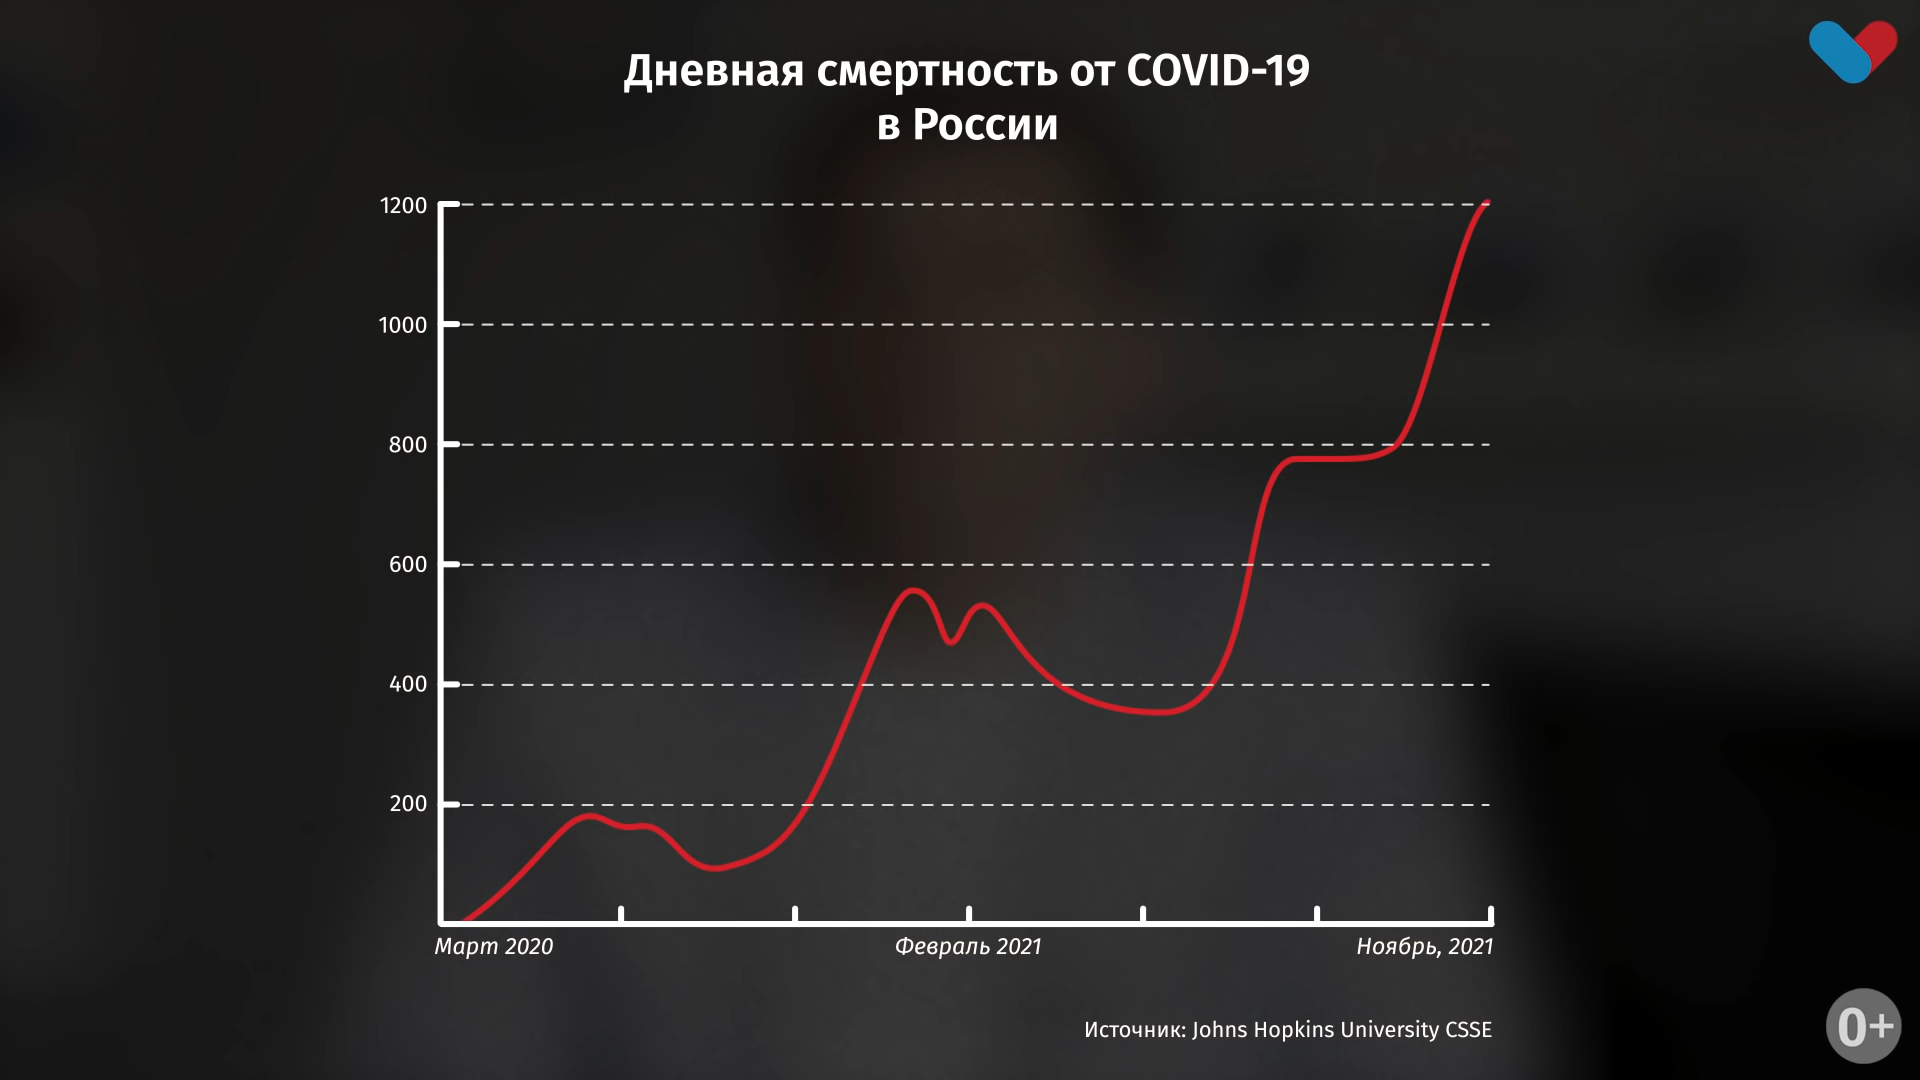 Дневная смертность от COVID-19
в России
1200
1000
800
600
400
200
Март 2020
Февраль 2021
Ноябрь, 2021
Источник: Johns Hopkins University CSSE
0+